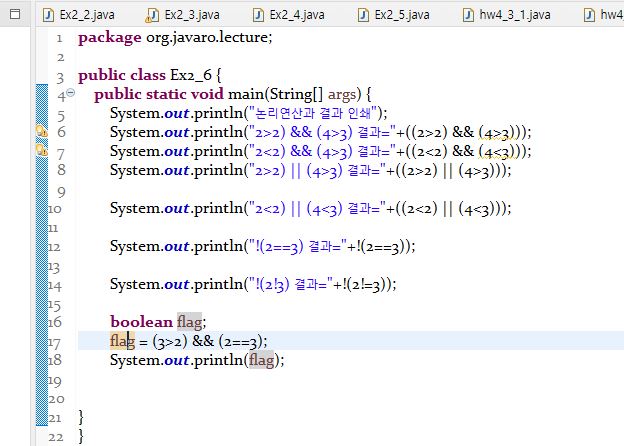 Ex2_2.java Ex2_3.java Ex2_4.java Ex2_5.java hw4_3_1.java hw4
1 package org.javaro.lecture;
2
3 public class Ex2_6 {
4 public static void main(String[] args) {
5 System.out.println("논리연산과 결과 인쇄");
6 System.out.println("2>2) && (4>3) 결과="+((2>2) && (4>3)));
7 System.out.println("2<2) && (4>3) 결과="+((2<2) && (4<3)));
8 System.out.println("2>2) || (4>3) 결과="+((2>2) || (4>3)));
9
10 System.out.println("2<2) || (4<3) 결과="+((2<2) || (4<3)));
11
12 System.out.println("!(2==3) 결과="+!(2==3));
13
14 System.out.println("!(2!3) 결과="+!(2!=3));
15
16 boolean flag;
17 flag = (3>2) && (2==3);
18 System.out.println(flag);
19
20
21 }
22 }